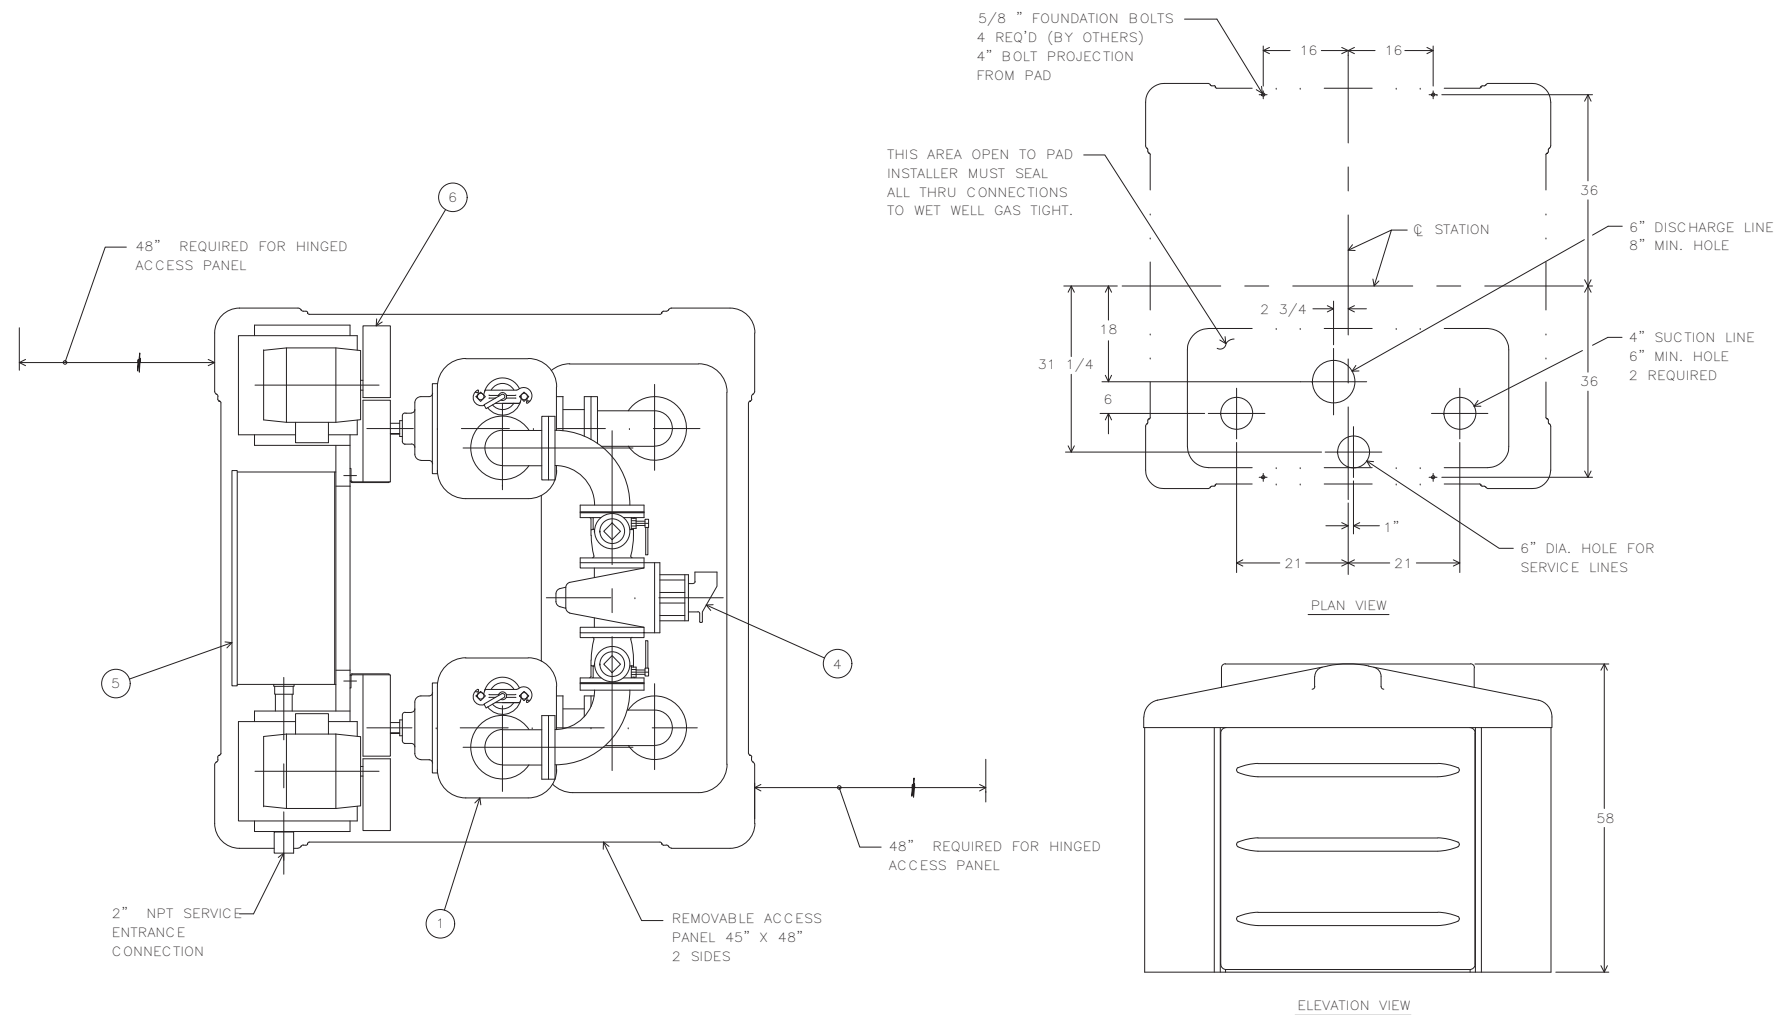 5/8 " FOUNDATION BOLTS
4 REQ'D (BY OTHERS)
4" BOLT PROJECTION
FROM PAD
16
16
THIS AREA OPEN TO PAD
INSTALLER MUST SEAL
ALL THRU CONNECTIONS
TO WET WELL GAS TIGHT.
36
℄ STATION
6" DISCHARGE LINE
8" MIN. HOLE
2 3/4
18
31 1/4
6
36
4" SUCTION LINE
6" MIN. HOLE
2 REQUIRED
1"
21
21
6" DIA. HOLE FOR
SERVICE LINES
PLAN VIEW
6
48" REQUIRED FOR HINGED
ACCESS PANEL
5
4
1
48" REQUIRED FOR HINGED
ACCESS PANEL
2" NPT SERVICE
ENTRANCE
CONNECTION
REMOVABLE ACCESS
PANEL 45" X 48"
2 SIDES
58
ELEVATION VIEW